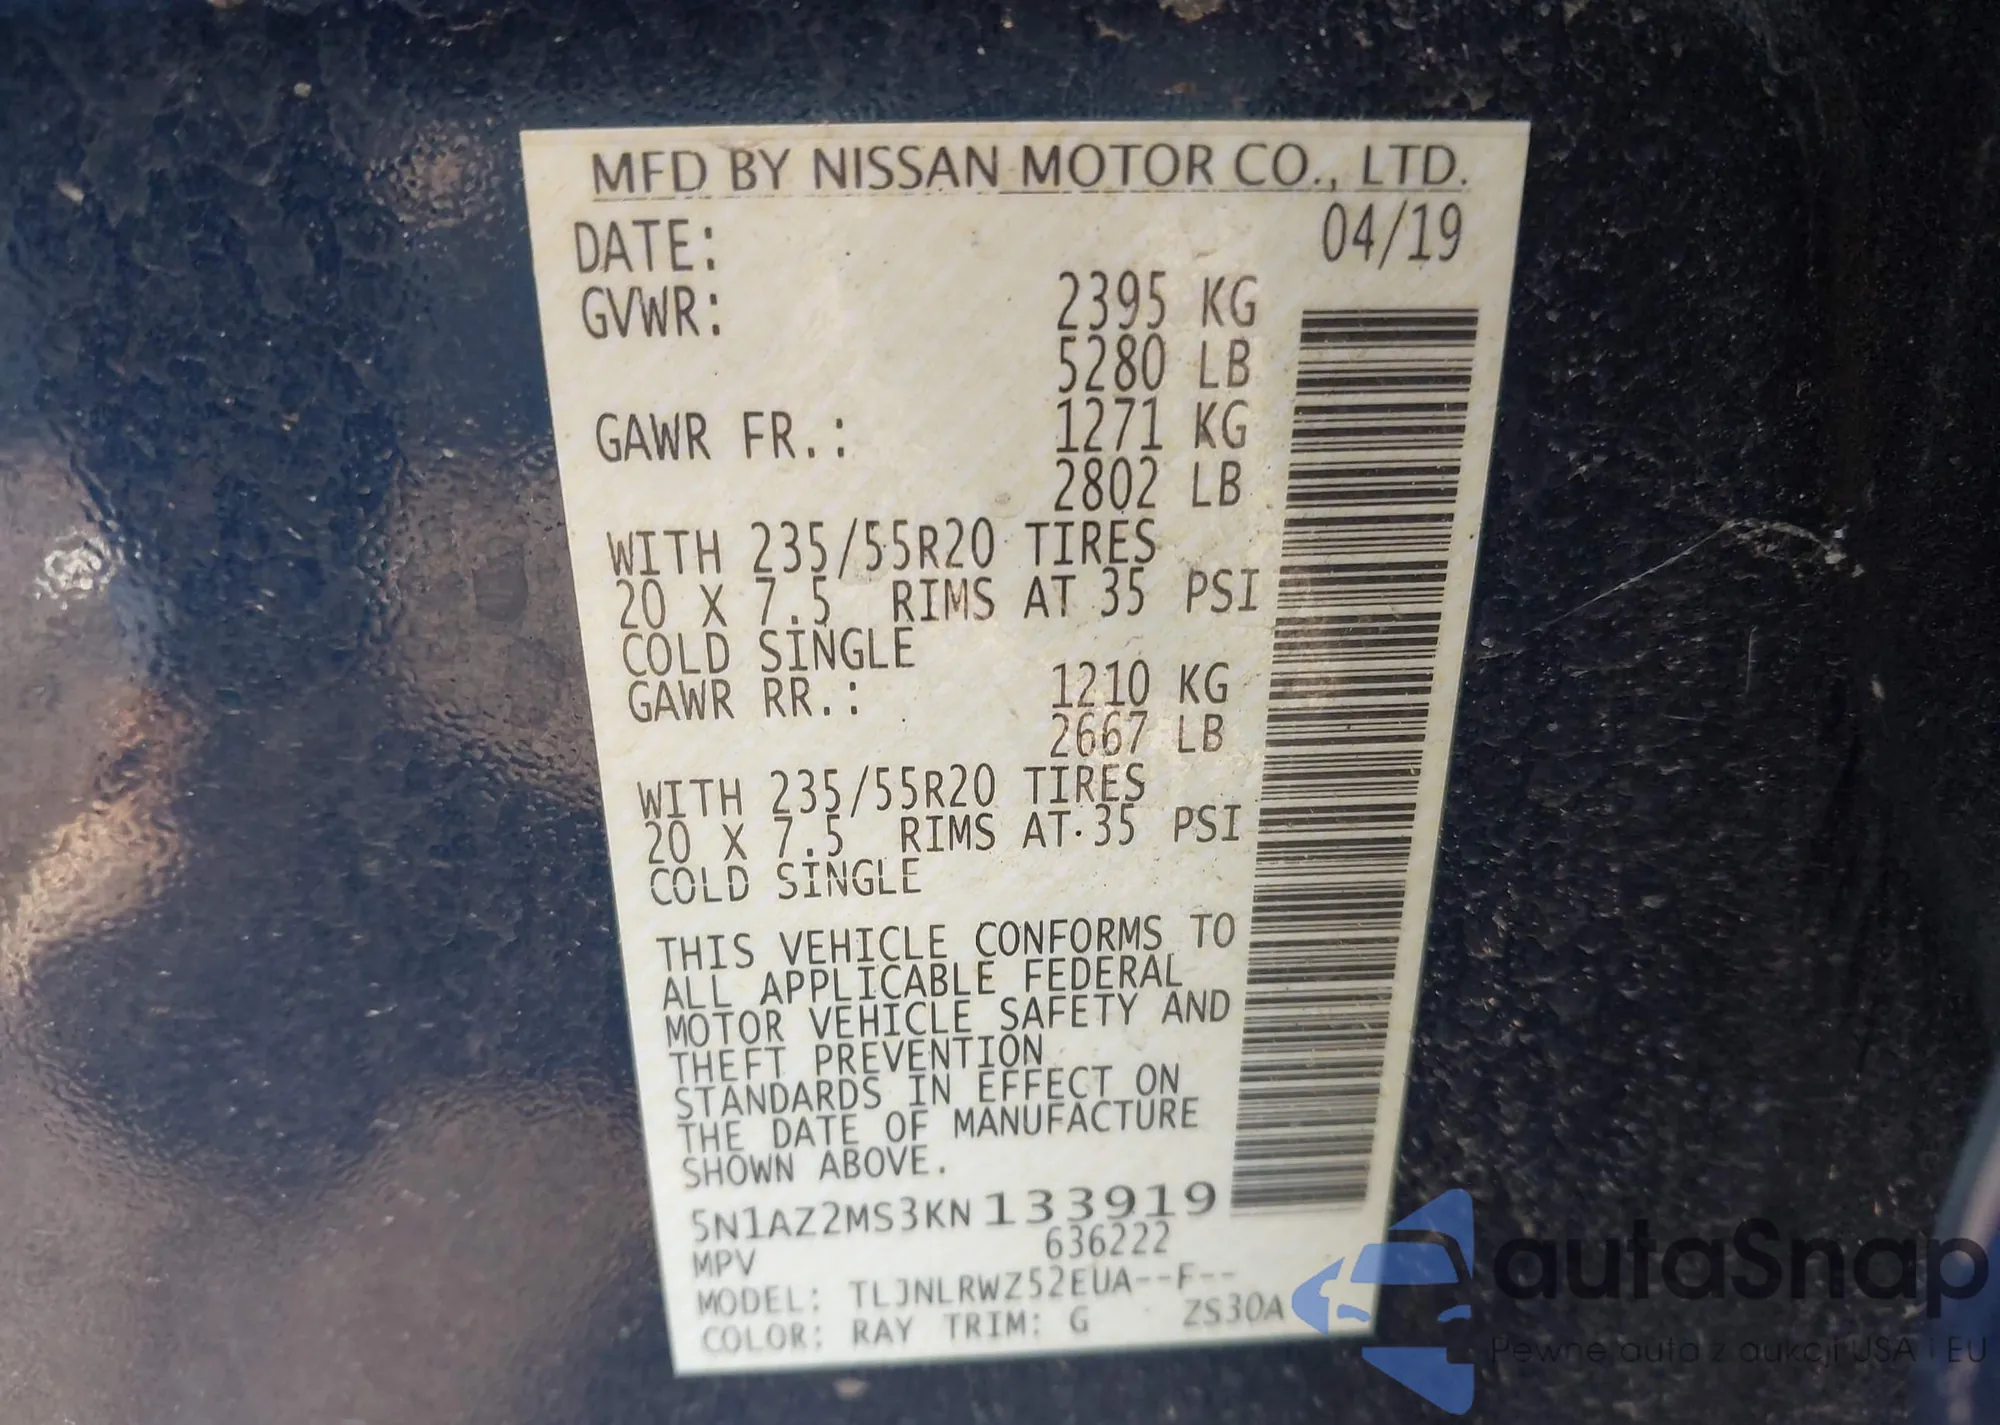 MFD BY NISSAN MOTOR CO., LTD.
DATE: 04/19
GVWR: 2395 KG
5280 LB
GAWR FR.: 1271 KG
2802 LB
WITH 235/55R20 TIRES
20 X 7.5 RIMS AT 35 PSI
COLD SINGLE
GAWR RR.: 1210 KG
2667 LB
WITH 235/55R20 TIRES
20 X 7.5 RIMS AT 35 PSI
COLD SINGLE
THIS VEHICLE CONFORMS TO
ALL APPLICABLE FEDERAL
MOTOR VEHICLE SAFETY AND
THEFT PREVENTION
STANDARDS IN EFFECT ON
THE DATE OF MANUFACTURE
SHOWN ABOVE.
5N1AZ2MS3KN133919
MPV 636222
MODEL: TLJNLRWZ52EUA--F--
COLOR: RAY TRIM: G ZS30A
autaSnap
Pewne auta z aukcji USA i EU